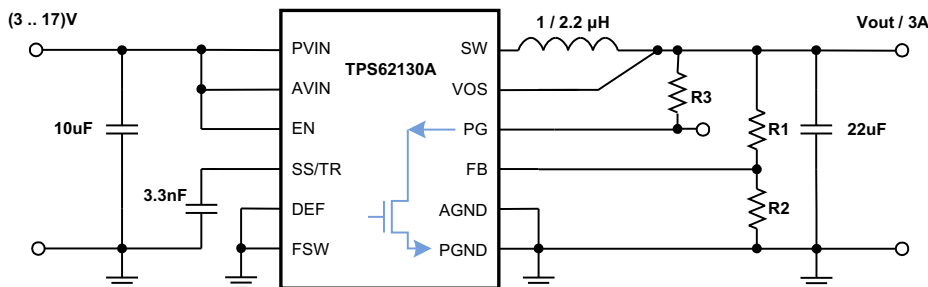 (3 .. 17)V
1 / 2.2 µH
Vout / 3A
PVIN
SW
TPS62130A
AVIN
VOS
R3
10uF
EN
PG
R1
22uF
SS/TR
FB
3.3nF
R2
DEF
AGND
FSW
PGND